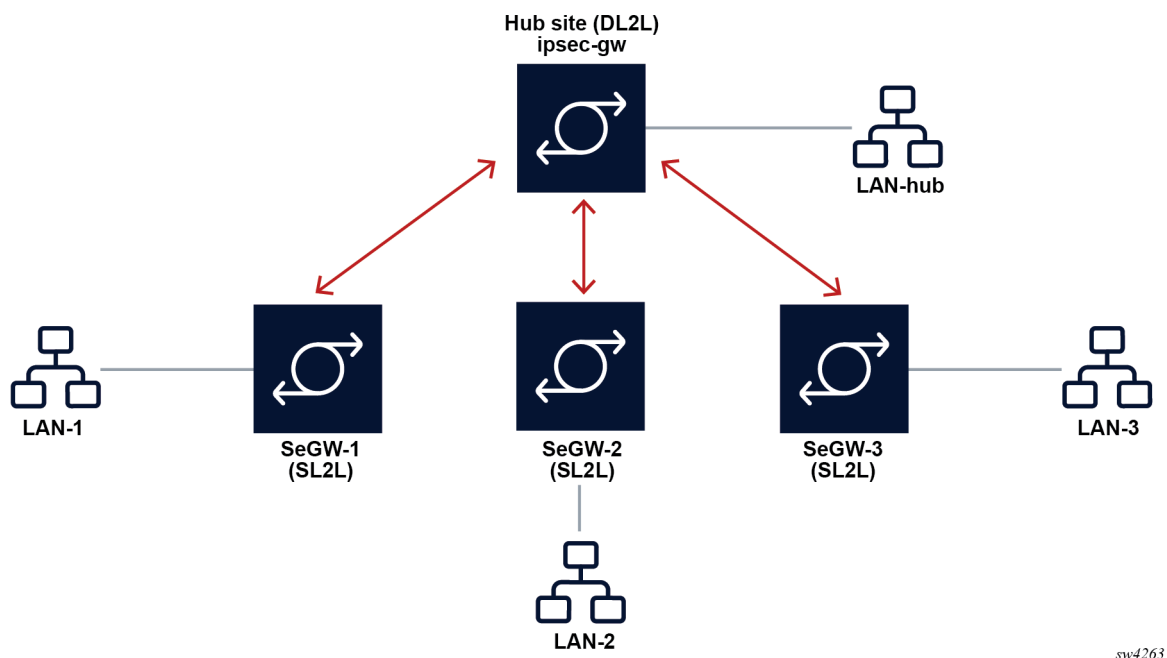 Hub site (DL2L)
ipsec-gw
LAN-hub
LAN-1
SeGW-1
(SL2L)
SeGW-2
(SL2L)
SeGW-3
(SL2L)
LAN-3
LAN-2
sw4263